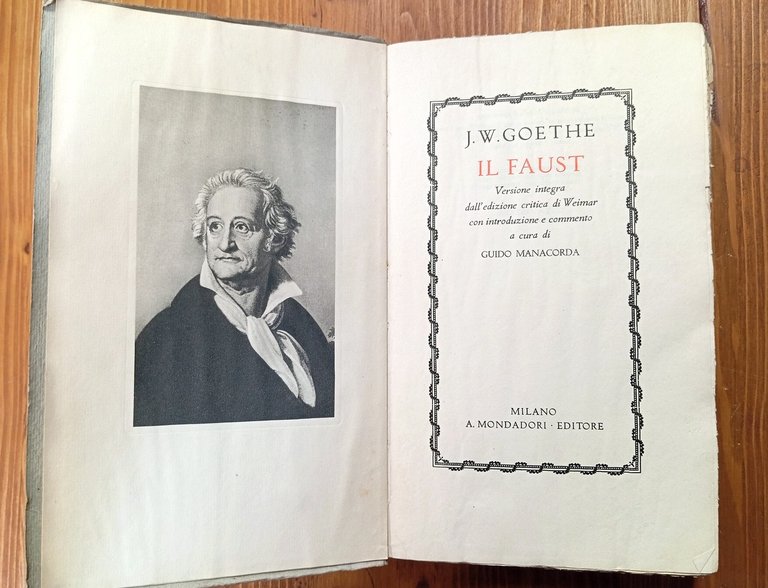 J. W. GOETHE
IL FAUST
Versione integra
dall'edizione critica di Weimar
con introduzione e commento
a cura di
GUIDO MANACORDA
MILANO
A. MONDADORI · EDITORE